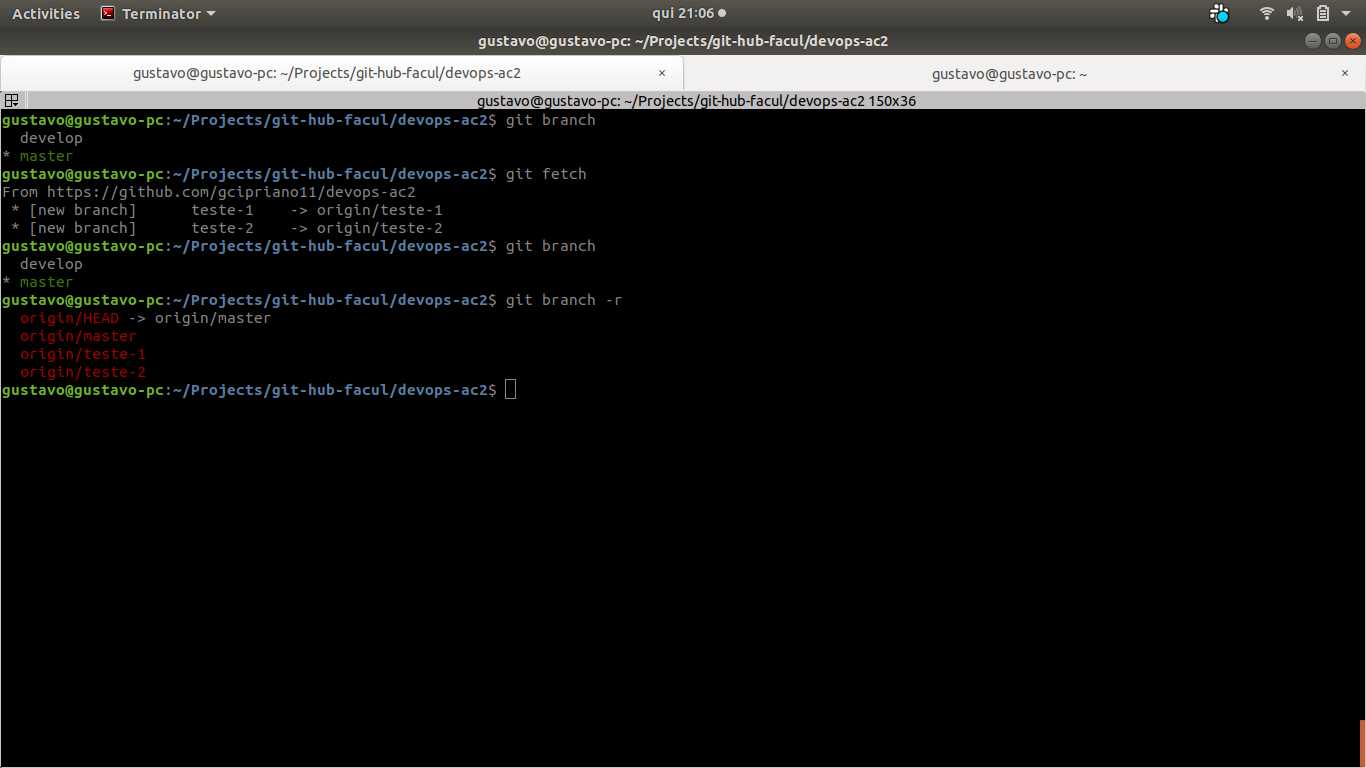 Activities Terminator qui 21:06
gustavo@gustavo-pc: ~/Projects/git-hub-facul/devops-ac2
gustavo@gustavo-pc: ~/Projects/git-hub-facul/devops-ac2 × gustavo@gustavo-pc: ~ ×
gustavo@gustavo-pc: ~/Projects/git-hub-facul/devops-ac2 150x36
gustavo@gustavo-pc:~/Projects/git-hub-facul/devops-ac2$ git branch
  develop
* master
gustavo@gustavo-pc:~/Projects/git-hub-facul/devops-ac2$ git fetch
From https://github.com/gcipriano11/devops-ac2
 * [new branch]      teste-1    -> origin/teste-1
 * [new branch]      teste-2    -> origin/teste-2
gustavo@gustavo-pc:~/Projects/git-hub-facul/devops-ac2$ git branch
  develop
* master
gustavo@gustavo-pc:~/Projects/git-hub-facul/devops-ac2$ git branch -r
  origin/HEAD -> origin/master
  origin/master
  origin/teste-1
  origin/teste-2
gustavo@gustavo-pc:~/Projects/git-hub-facul/devops-ac2$